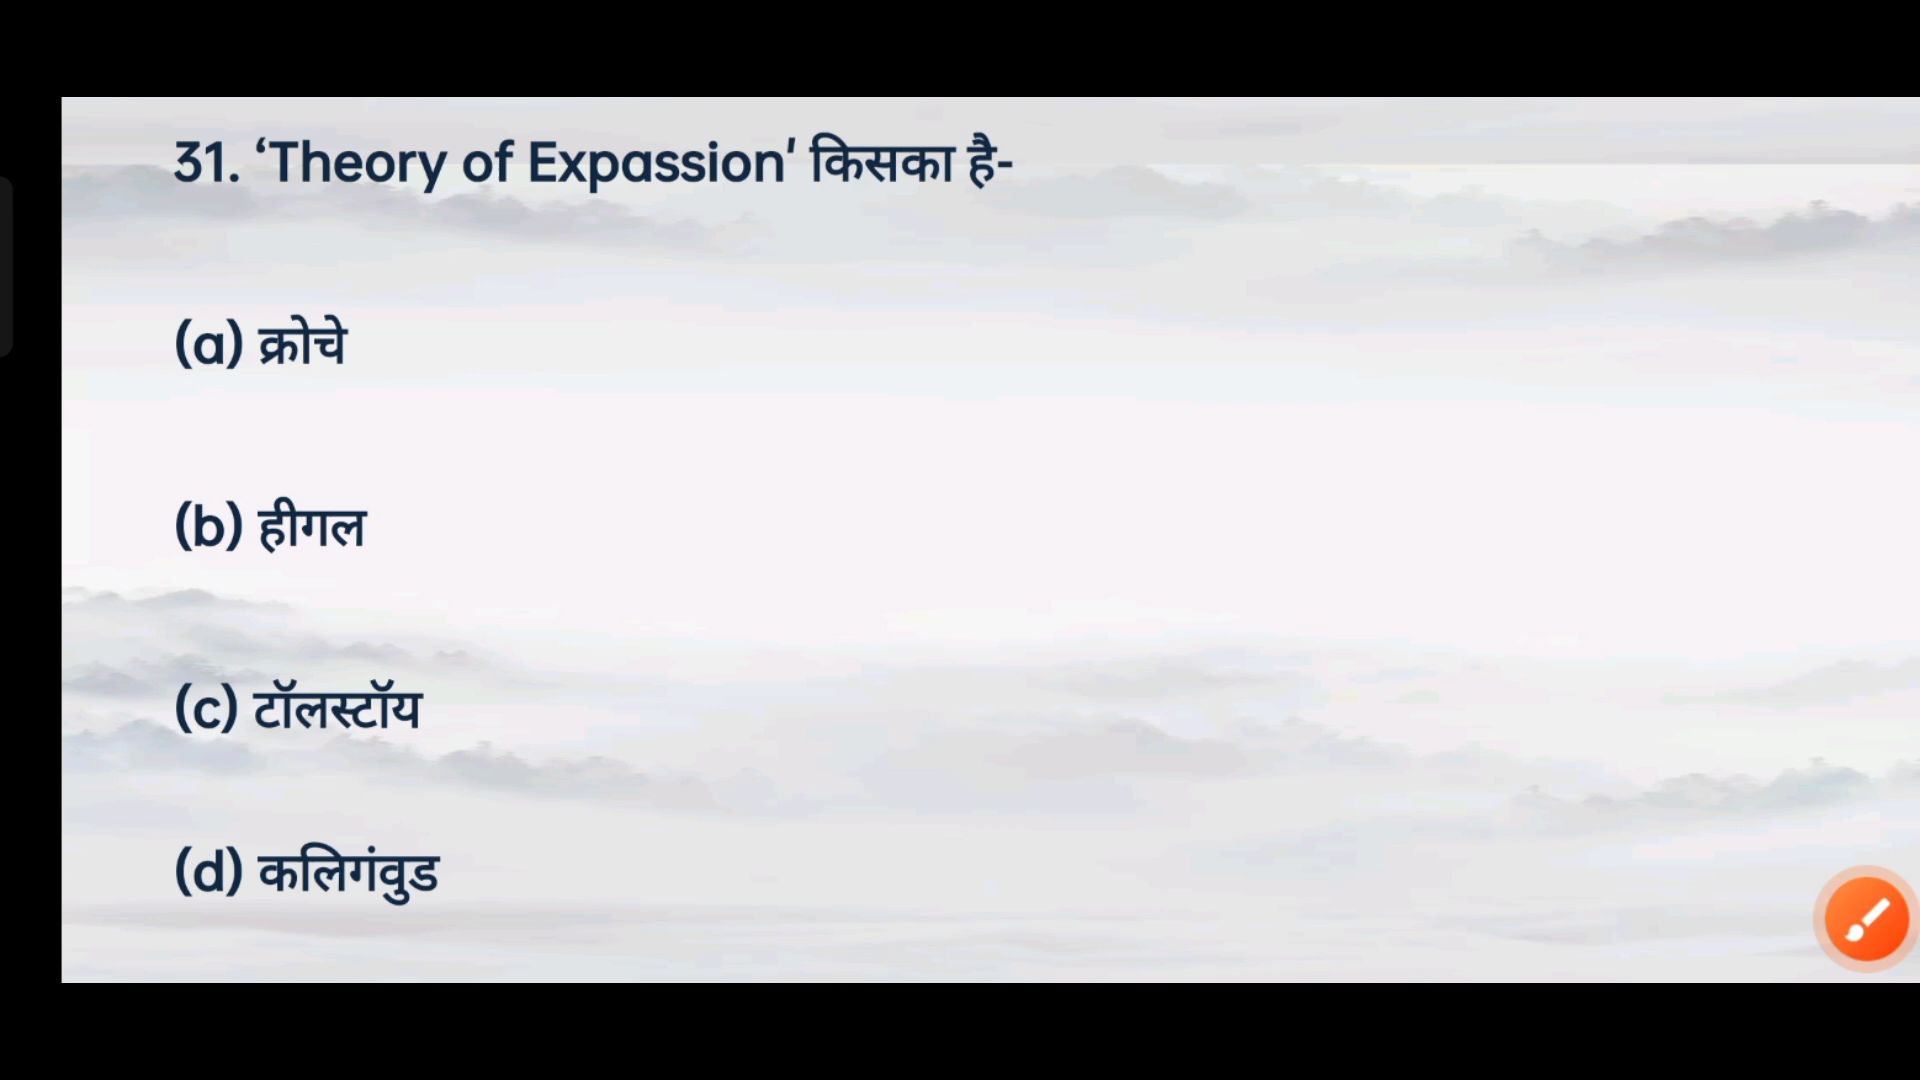 31. ‘Theory of Expassion’ किसका है-
(a) क्रोचे
(b) हीगल
(c) टॉलस्टॉय
(d) कलिगंवुड